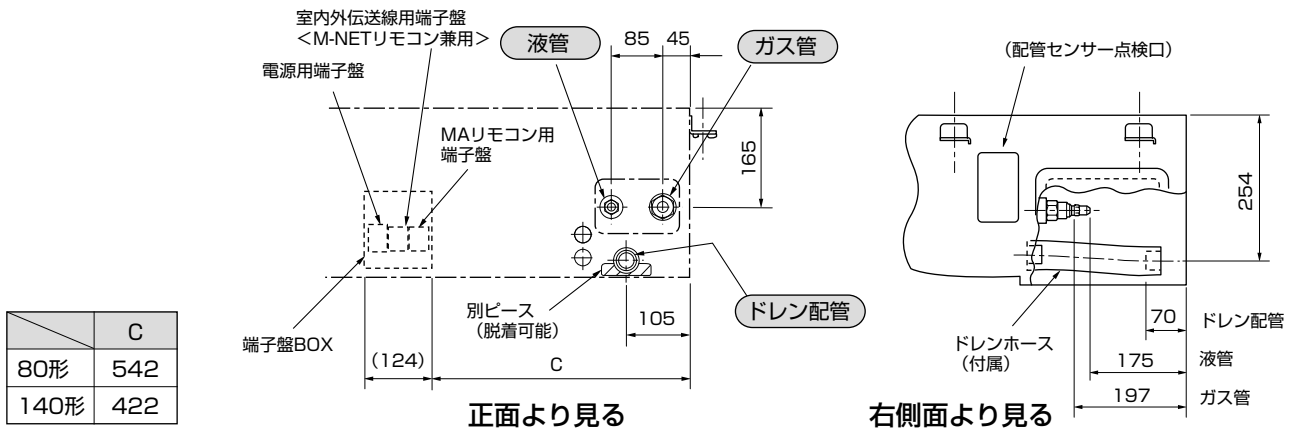 室内外伝送線用端子盤
＜M-NETリモコン兼用＞
電源用端子盤
液管
85
45
ガス管
MAリモコン用
端子盤
165
別ピース
（脱着可能）
105
ドレン配管
端子盤BOX
(124)
C
正面より見る
C
80形 542
140形 422
（配管センサー点検口）
254
ドレンホース
（付属）
70 ドレン配管
175 液管
197 ガス管
右側面より見る